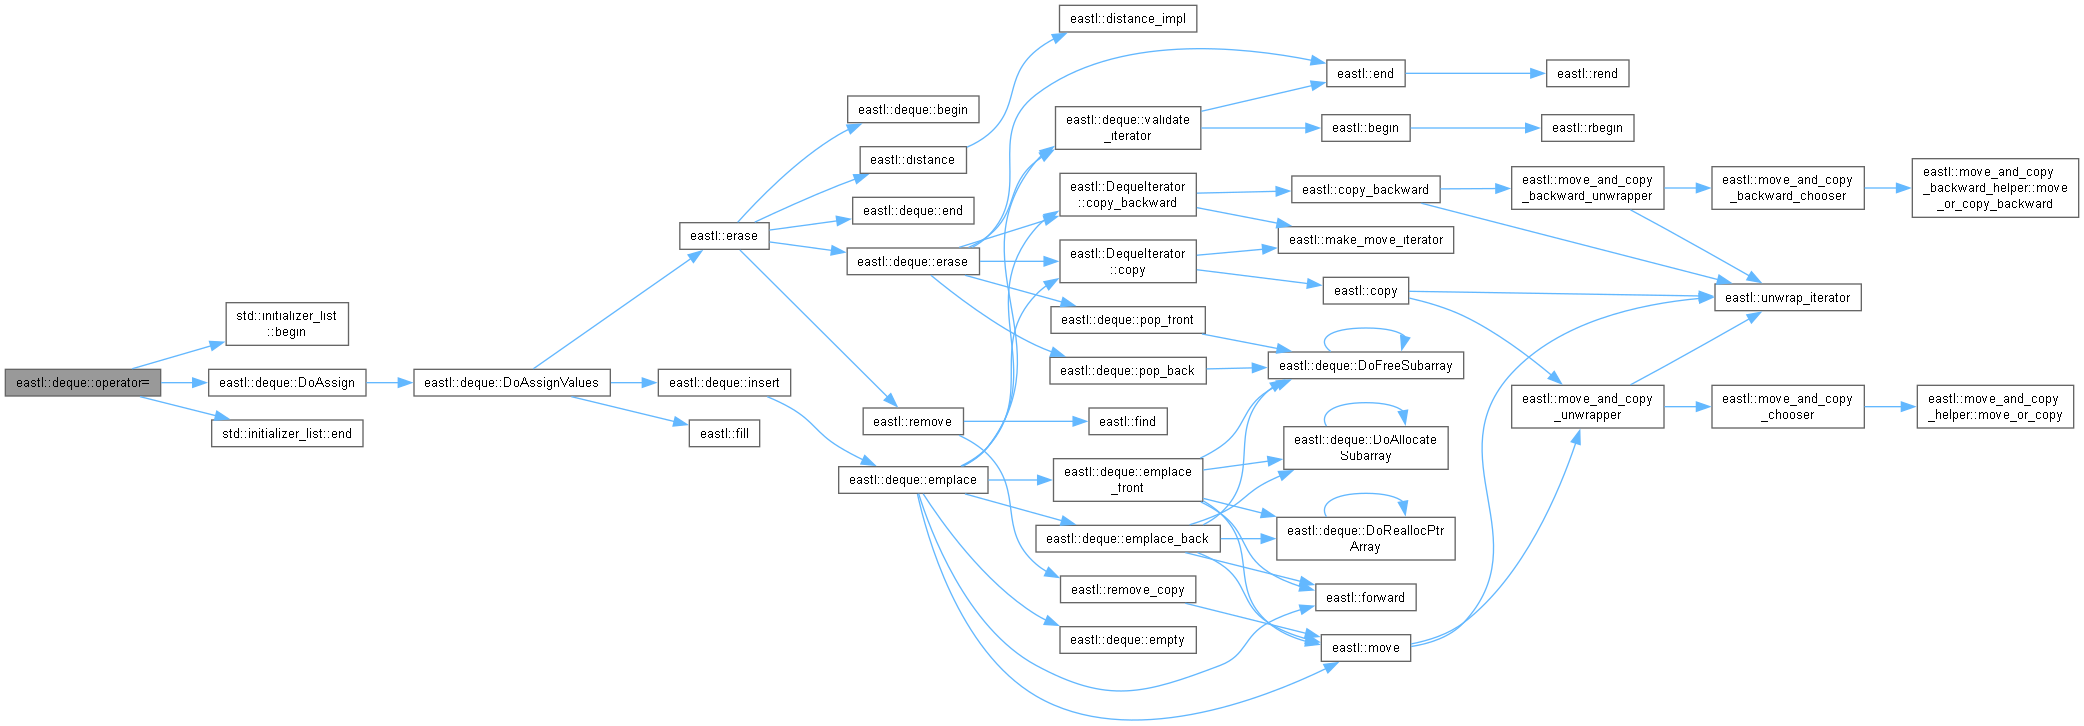 eastl::deque::operator=
std::initializer_list
::begin
eastl::deque::DoAssign
std::initializer_list::end
eastl::deque::DoAssignValues
eastl::erase
eastl::deque::insert
eastl::fill
eastl::deque::begin
eastl::distance
eastl::deque::end
eastl::deque::erase
eastl::remove
eastl::deque::emplace
eastl::distance_impl
eastl::deque::validate
_iterator
eastl::DequeIterator
::copy_backward
eastl::DequeIterator
::copy
eastl::deque::pop_front
eastl::deque::pop_back
eastl::find
eastl::deque::emplace
_front
eastl::deque::emplace_back
eastl::remove_copy
eastl::deque::empty
eastl::end
eastl::begin
eastl::copy_backward
eastl::make_move_iterator
eastl::copy
eastl::deque::DoFreeSubarray
eastl::deque::DoAllocate
Subarray
eastl::deque::DoReallocPtr
Array
eastl::forward
eastl::move
eastl::rend
eastl::rbegin
eastl::move_and_copy
_backward_unwrapper
eastl::move_and_copy
_unwrapper
eastl::move_and_copy
_backward_chooser
eastl::unwrap_iterator
eastl::move_and_copy
_chooser
eastl::move_and_copy
_backward_helper::move
_or_copy_backward
eastl::move_and_copy
_helper::move_or_copy